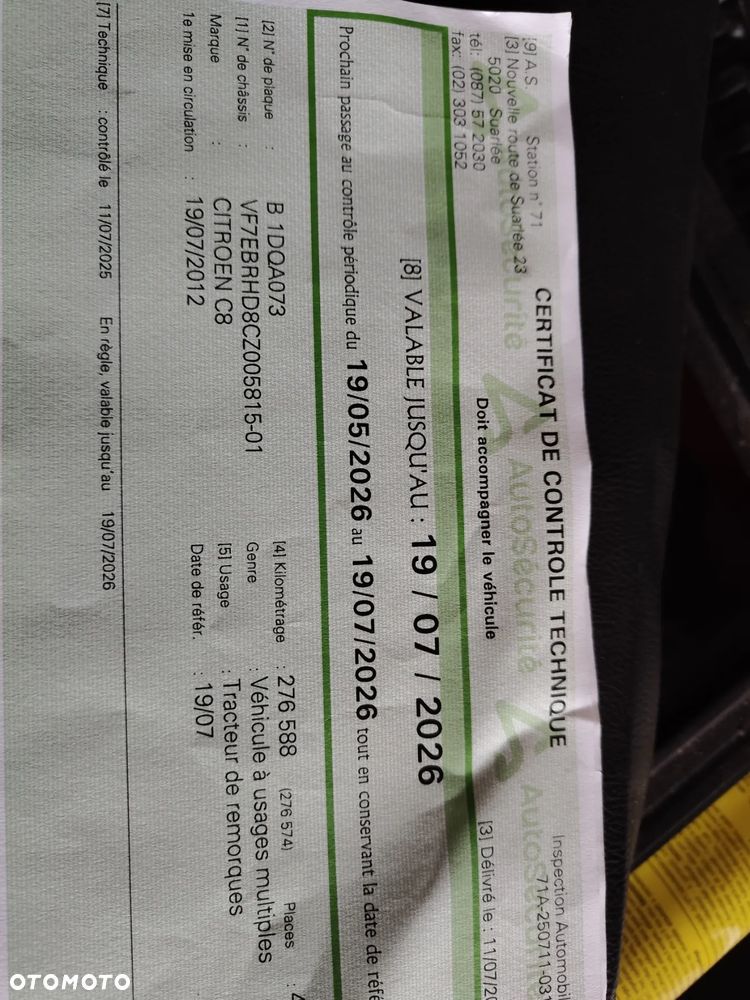 [9] A.S. Station n° 71
[3] Nouvelle route de Suarlée 23
5020 Suarlée
tél: (087) 57 2030
fax: (02) 303 1052
CERTIFICAT DE CONTROLE TECHNIQUE
Doit accompagner le véhicule
Inspection Automobi
71A-250711-031
[3] Délivré le : 11/07/20
AutoSécurité AutoSécurité AutoSécurité
[8] VALABLE JUSQU'AU : 19 / 07 / 2026
Prochain passage au contrôle périodique du 19/05/2026 au 19/07/2026 tout en conservant la date de réfé
[2] N° de plaque : B 1DQA073
[1] N° de châssis : VF7EBRHD8CZ005815-01
Marque : CITROEN C8
1e mise en circulation : 19/07/2012
[4] Kilométrage : 276 588 (276 574) Places :
Genre : Véhicule à usages multiples
[5] Usage : Tracteur de remorques
Date de référ. : 19/07
[7] Technique : contrôlé le 11/07/2025 En règle, valable jusqu'au 19/07/2026
OTOMOTO